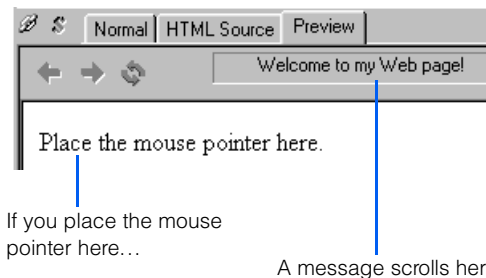 Normal HTML Source Preview
Welcome to my Web page!
Place the mouse pointer here.
If you place the mouse
pointer here…
A message scrolls her